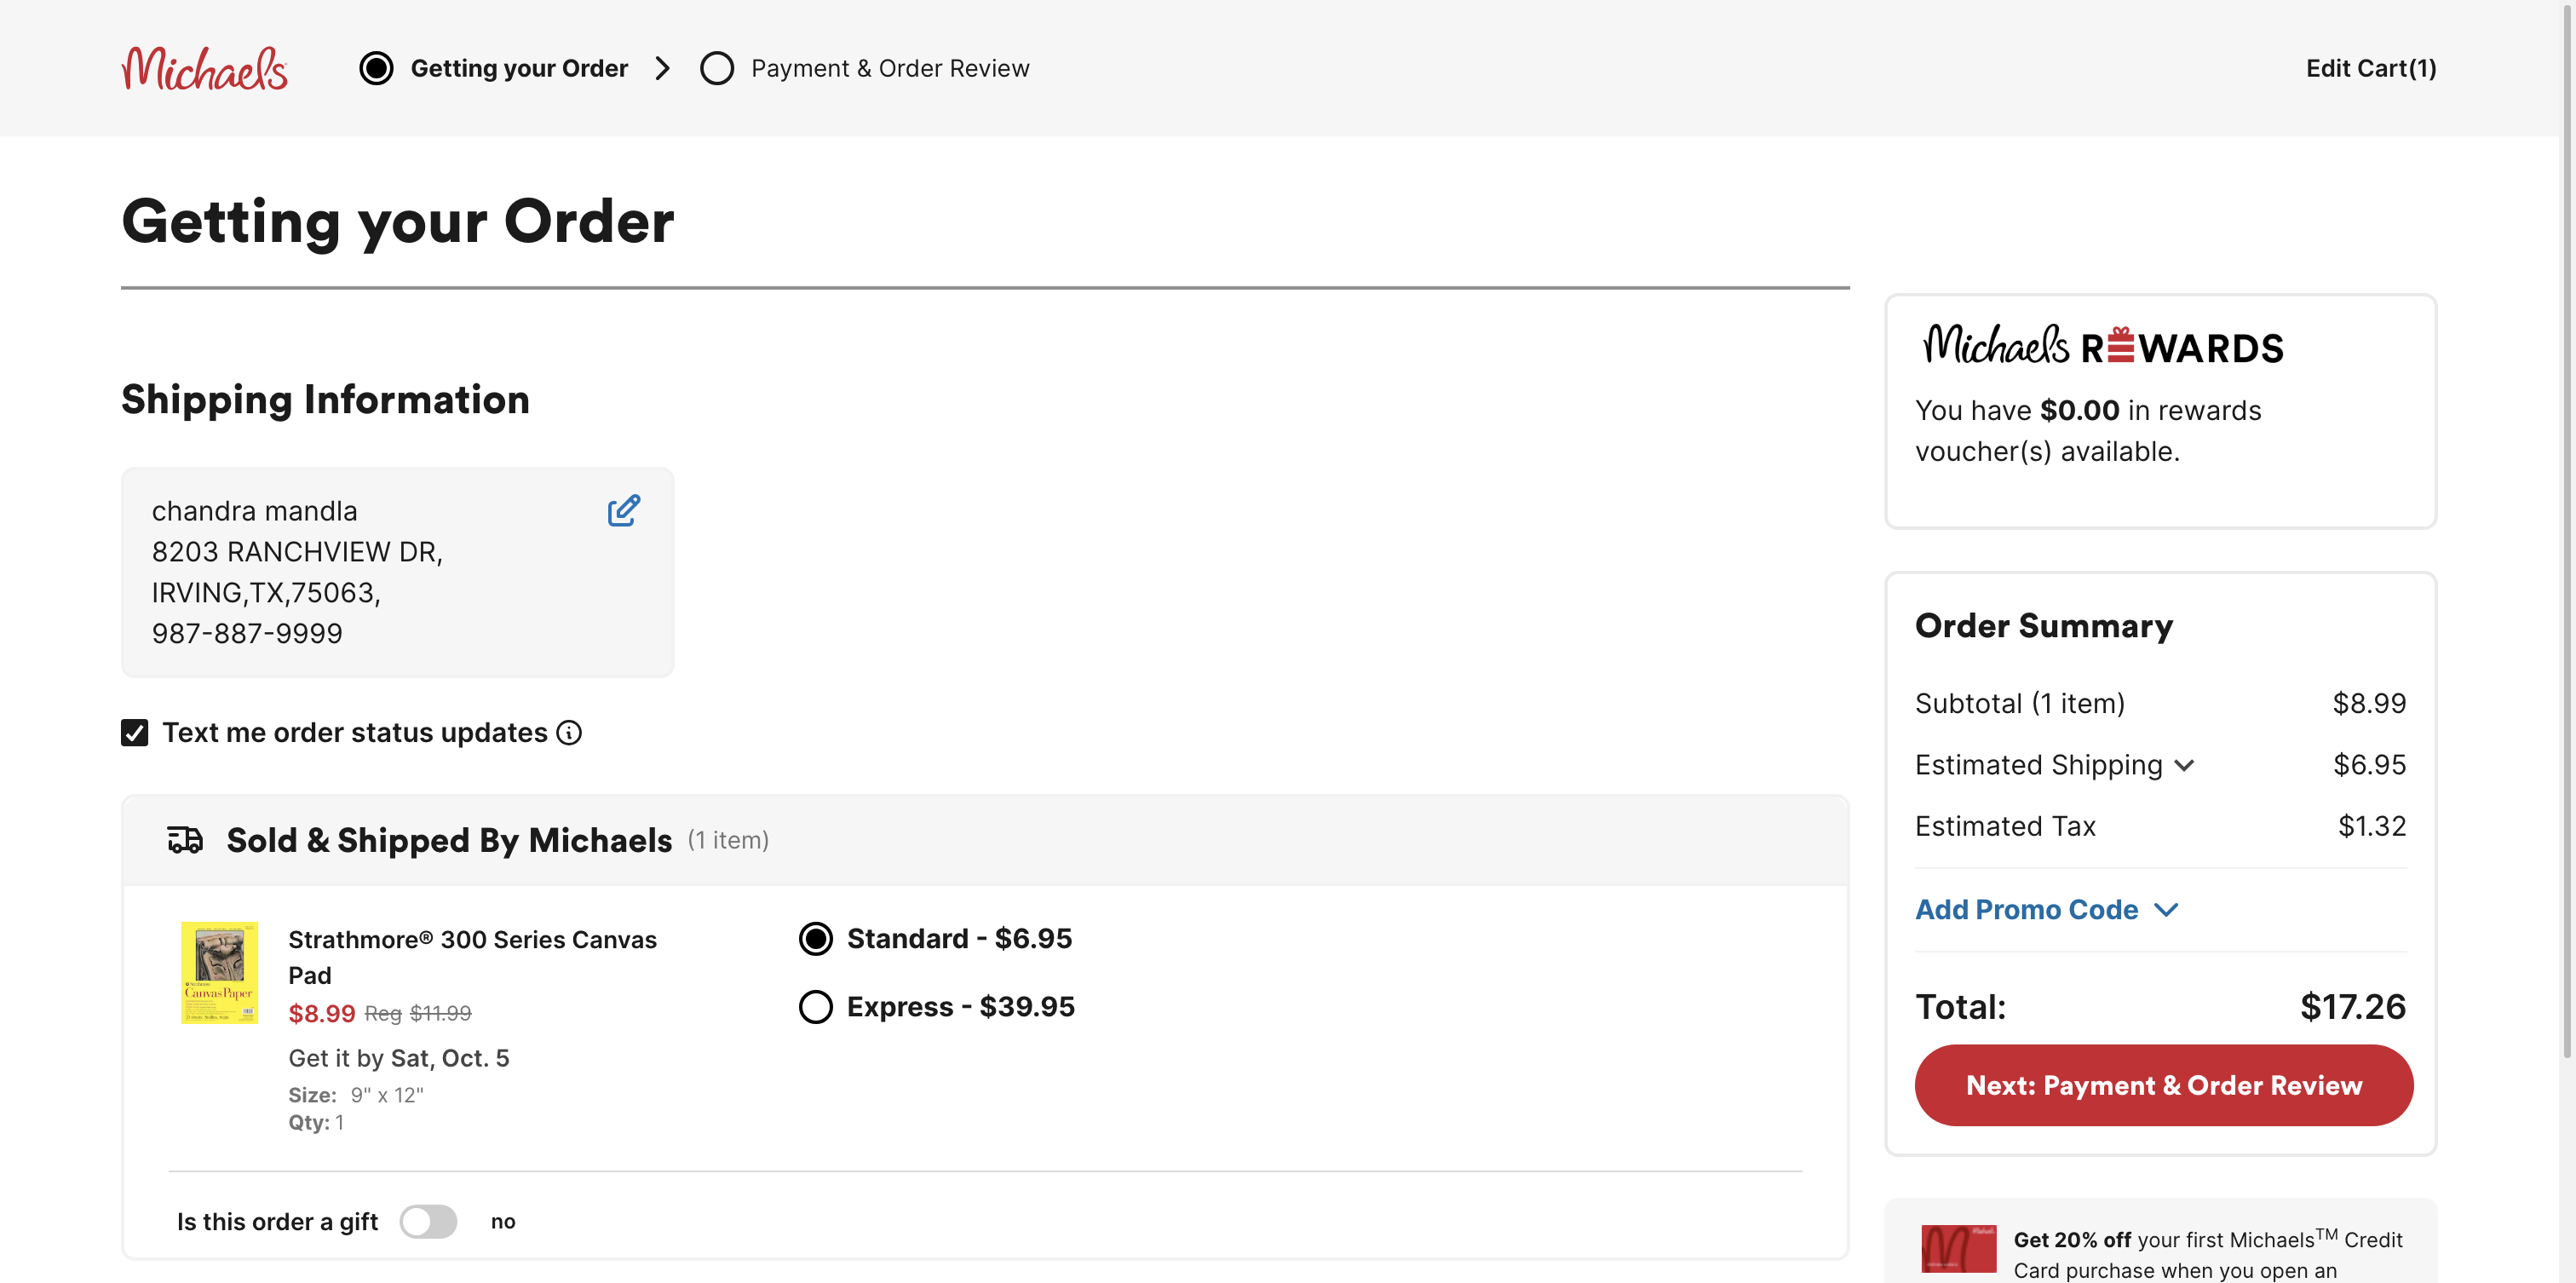 Michaels
Getting your Order
Payment & Order Review
Edit Cart(1)
Getting your Order
Shipping Information
chandra mandla
8203 RANCHVIEW DR,
IRVING,TX,75063,
987-887-9999
Text me order status updates
Sold & Shipped By Michaels (1 item)
Canvas Paper
Strathmore® 300 Series Canvas
Pad
$8.99 Reg $11.99
Get it by Sat, Oct. 5
Size: 9" x 12"
Qty: 1
Standard - $6.95
Express - $39.95
Is this order a gift no
Michaels REWARDS
You have $0.00 in rewards
voucher(s) available.
Order Summary
Subtotal (1 item) $8.99
Estimated Shipping $6.95
Estimated Tax $1.32
Add Promo Code
Total: $17.26
Next: Payment & Order Review
Get 20% off your first Michaels™ Credit
Card purchase when you open an